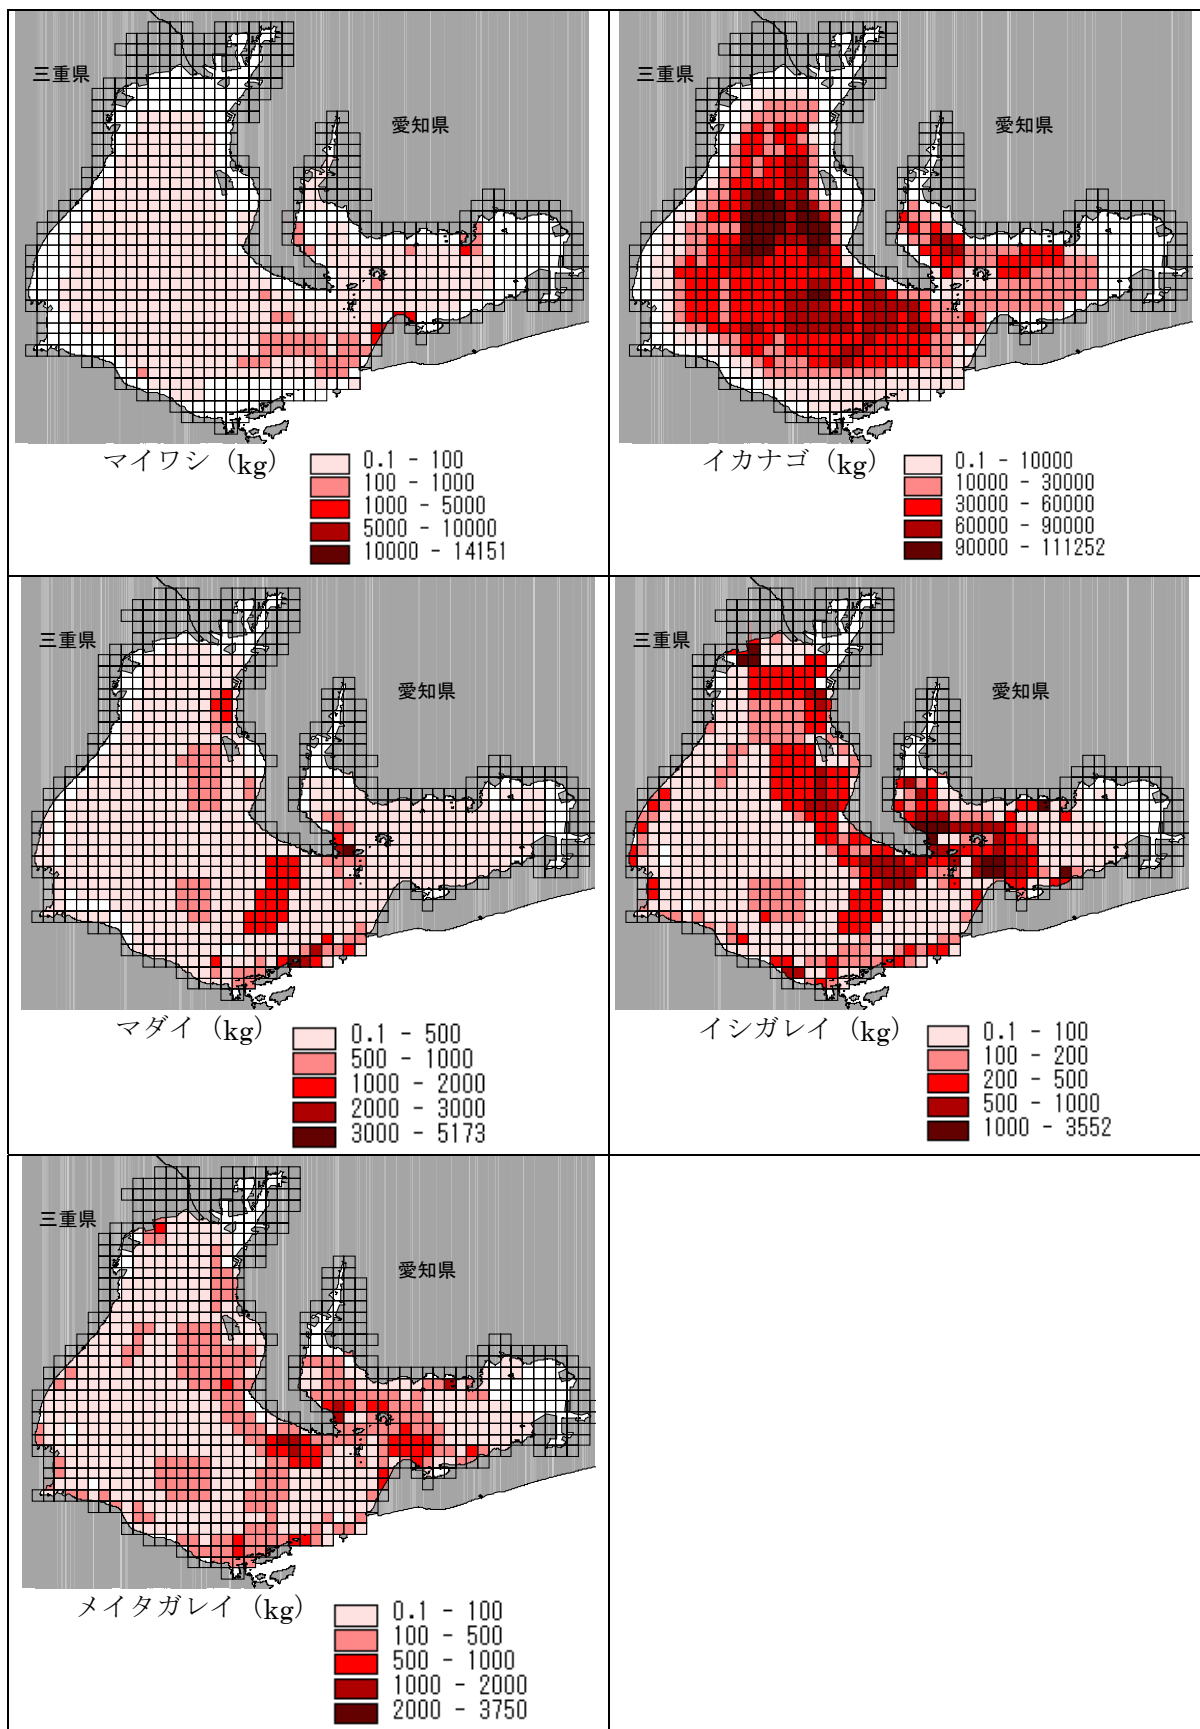 三重県
愛知県
マイワシ (kg)
0.1 - 100
100 - 1000
1000 - 5000
5000 - 10000
10000 - 14151
三重県
愛知県
イカナゴ (kg)
0.1 - 10000
10000 - 30000
30000 - 60000
60000 - 90000
90000 - 111252
三重県
愛知県
マダイ (kg)
0.1 - 500
500 - 1000
1000 - 2000
2000 - 3000
3000 - 5173
三重県
愛知県
イシガレイ (kg)
0.1 - 100
100 - 200
200 - 500
500 - 1000
1000 - 3552
三重県
愛知県
メイタガレイ (kg)
0.1 - 100
100 - 500
500 - 1000
1000 - 2000
2000 - 3750